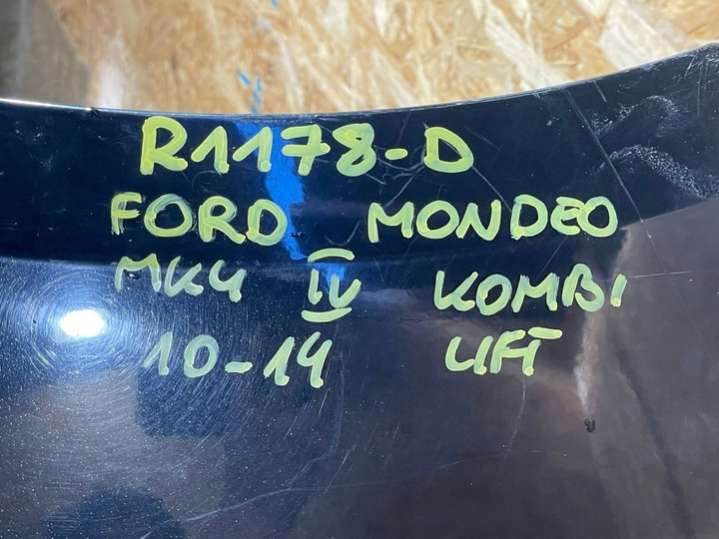 R1178-D
FORD MONDEO
MK4 IV KOMBI
10-14 LIFT